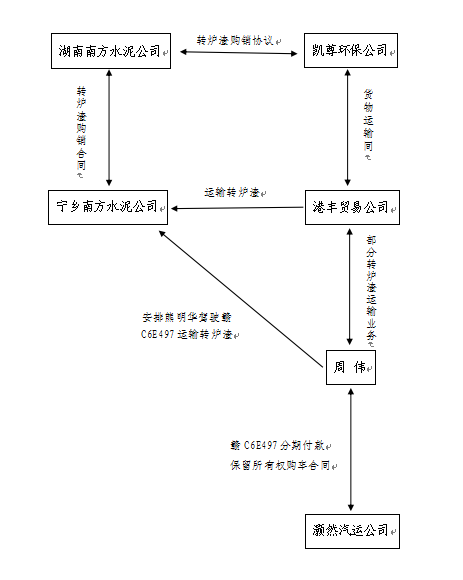 湖南南方水泥公司
转炉渣购销协议
凯尊环保公司
转炉渣购销合同
货物运输同
宁乡南方水泥公司
运输转炉渣
港丰贸易公司
部分转炉渣运输业务
安排熊明华驾驶赣
C6E497运输转炉渣
周 伟
赣 C6E497分期付款
保留所有权购车合同
灏然汽运公司